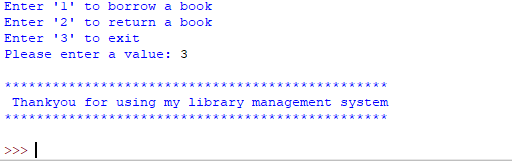 Enter '1' to borrow a book
Enter '2' to return a book
Enter '3' to exit
Please enter a value: 3
************************************************
Thankyou for using my library management system
************************************************
>>>